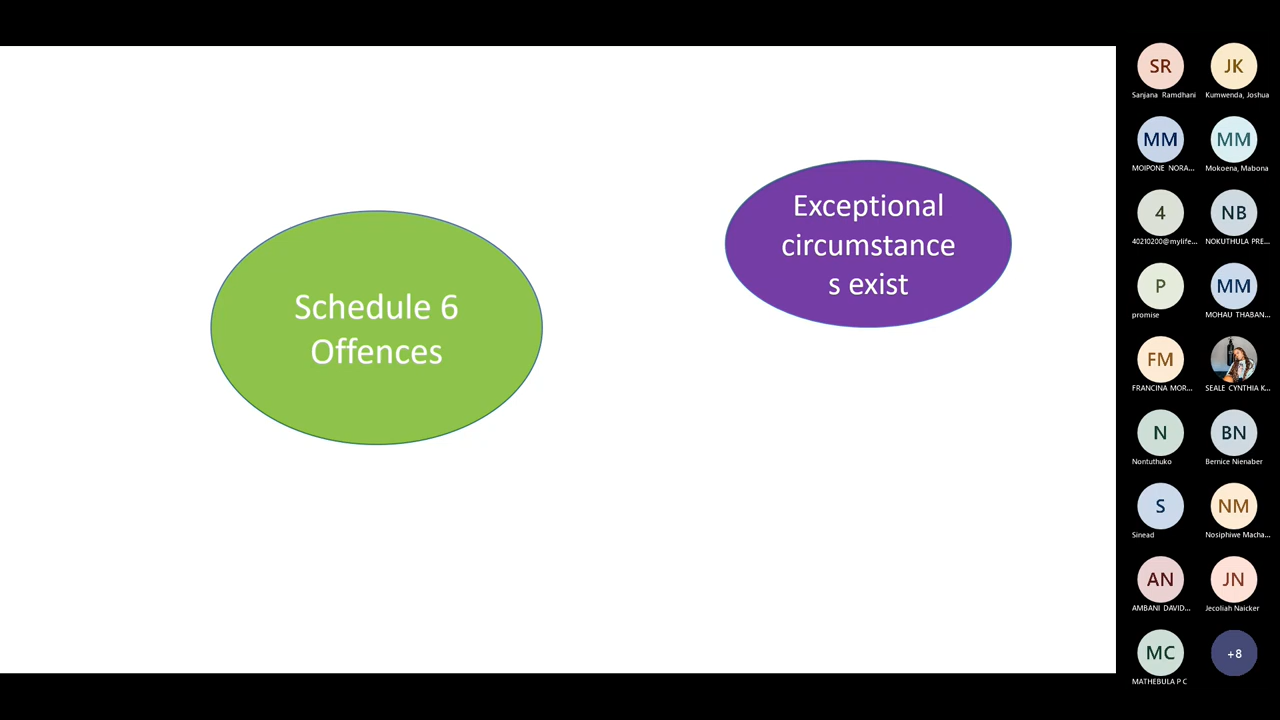 Schedule 6
Offences
Exceptional
circumstance
s exist
SR
Sanjana Ramdhani
JK
Kumwenda, Joshua
MM
MOIPONE NORA...
MM
Mokoena, Mabona
4
40210200@mylife...
NB
NOKUTHULA PRE...
P
promise
MM
MOHAU THABAN...
FM
FRANCINA MOR...
SEALE CYNTHIA K...
N
Nontuthuko
BN
Bernice Nienaber
S
Sinead
NM
Nosiphiwe Macha...
AN
AMBANI DAVID...
JN
Jecoliah Naicker
MC
MATHEBULA P C
+8